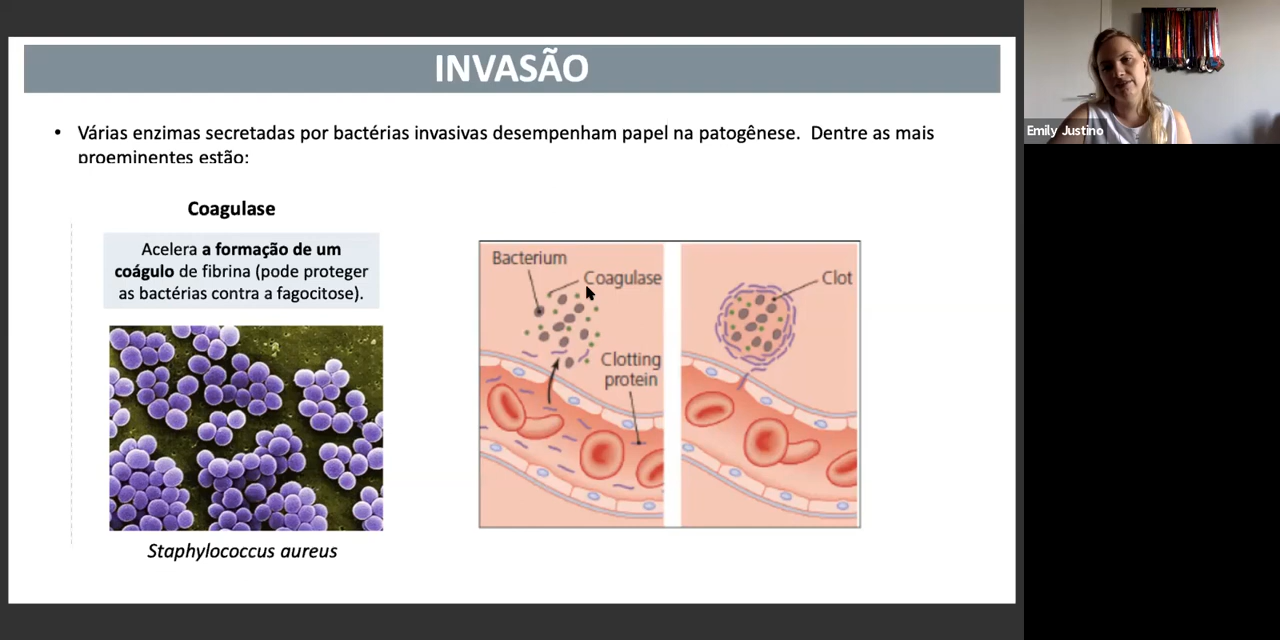 INVASÃO
• Várias enzimas secretadas por bactérias invasivas desempenham papel na patogênese. Dentre as mais
proeminentes estão:
Coagulase
Acelera a formação de um
coágulo de fibrina (pode proteger
as bactérias contra a fagocitose).
Staphylococcus aureus
Bacterium
Coagulase
Clotting
protein
Clot
Emily Justino